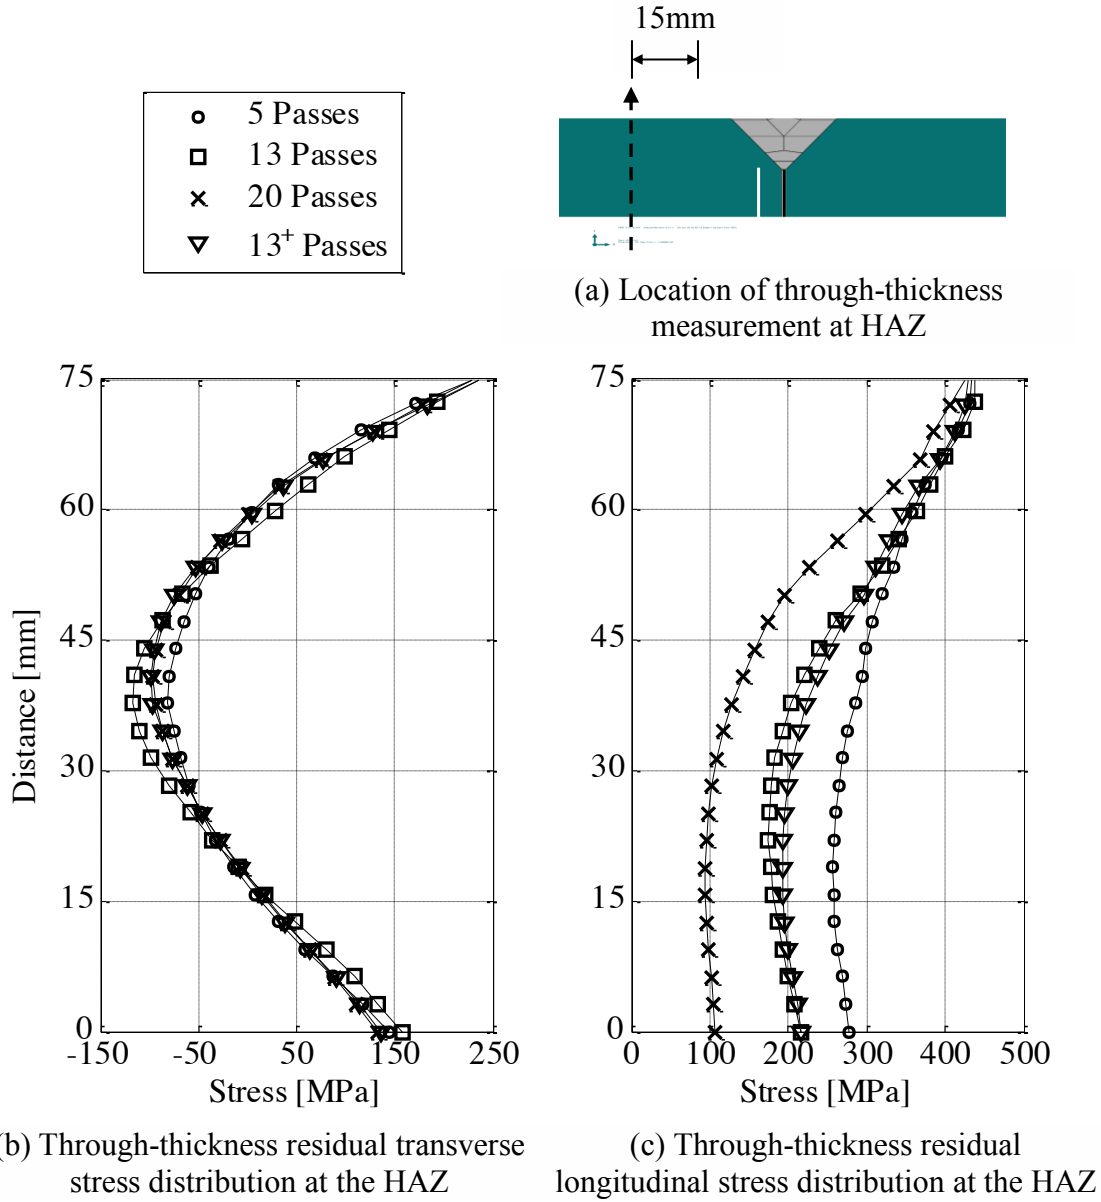 15mm
5 Passes
13 Passes
20 Passes
13+ Passes
(a) Location of through-thickness
measurement at HAZ
75
60
45
30
15
0
Distance [mm]
-150 -50 50 150 250
Stress [MPa]
75
60
45
30
15
0
0 100 200 300 400 500
Stress [MPa]
b) Through-thickness residual transverse
stress distribution at the HAZ
(c) Through-thickness residual
longitudinal stress distribution at the HAZ